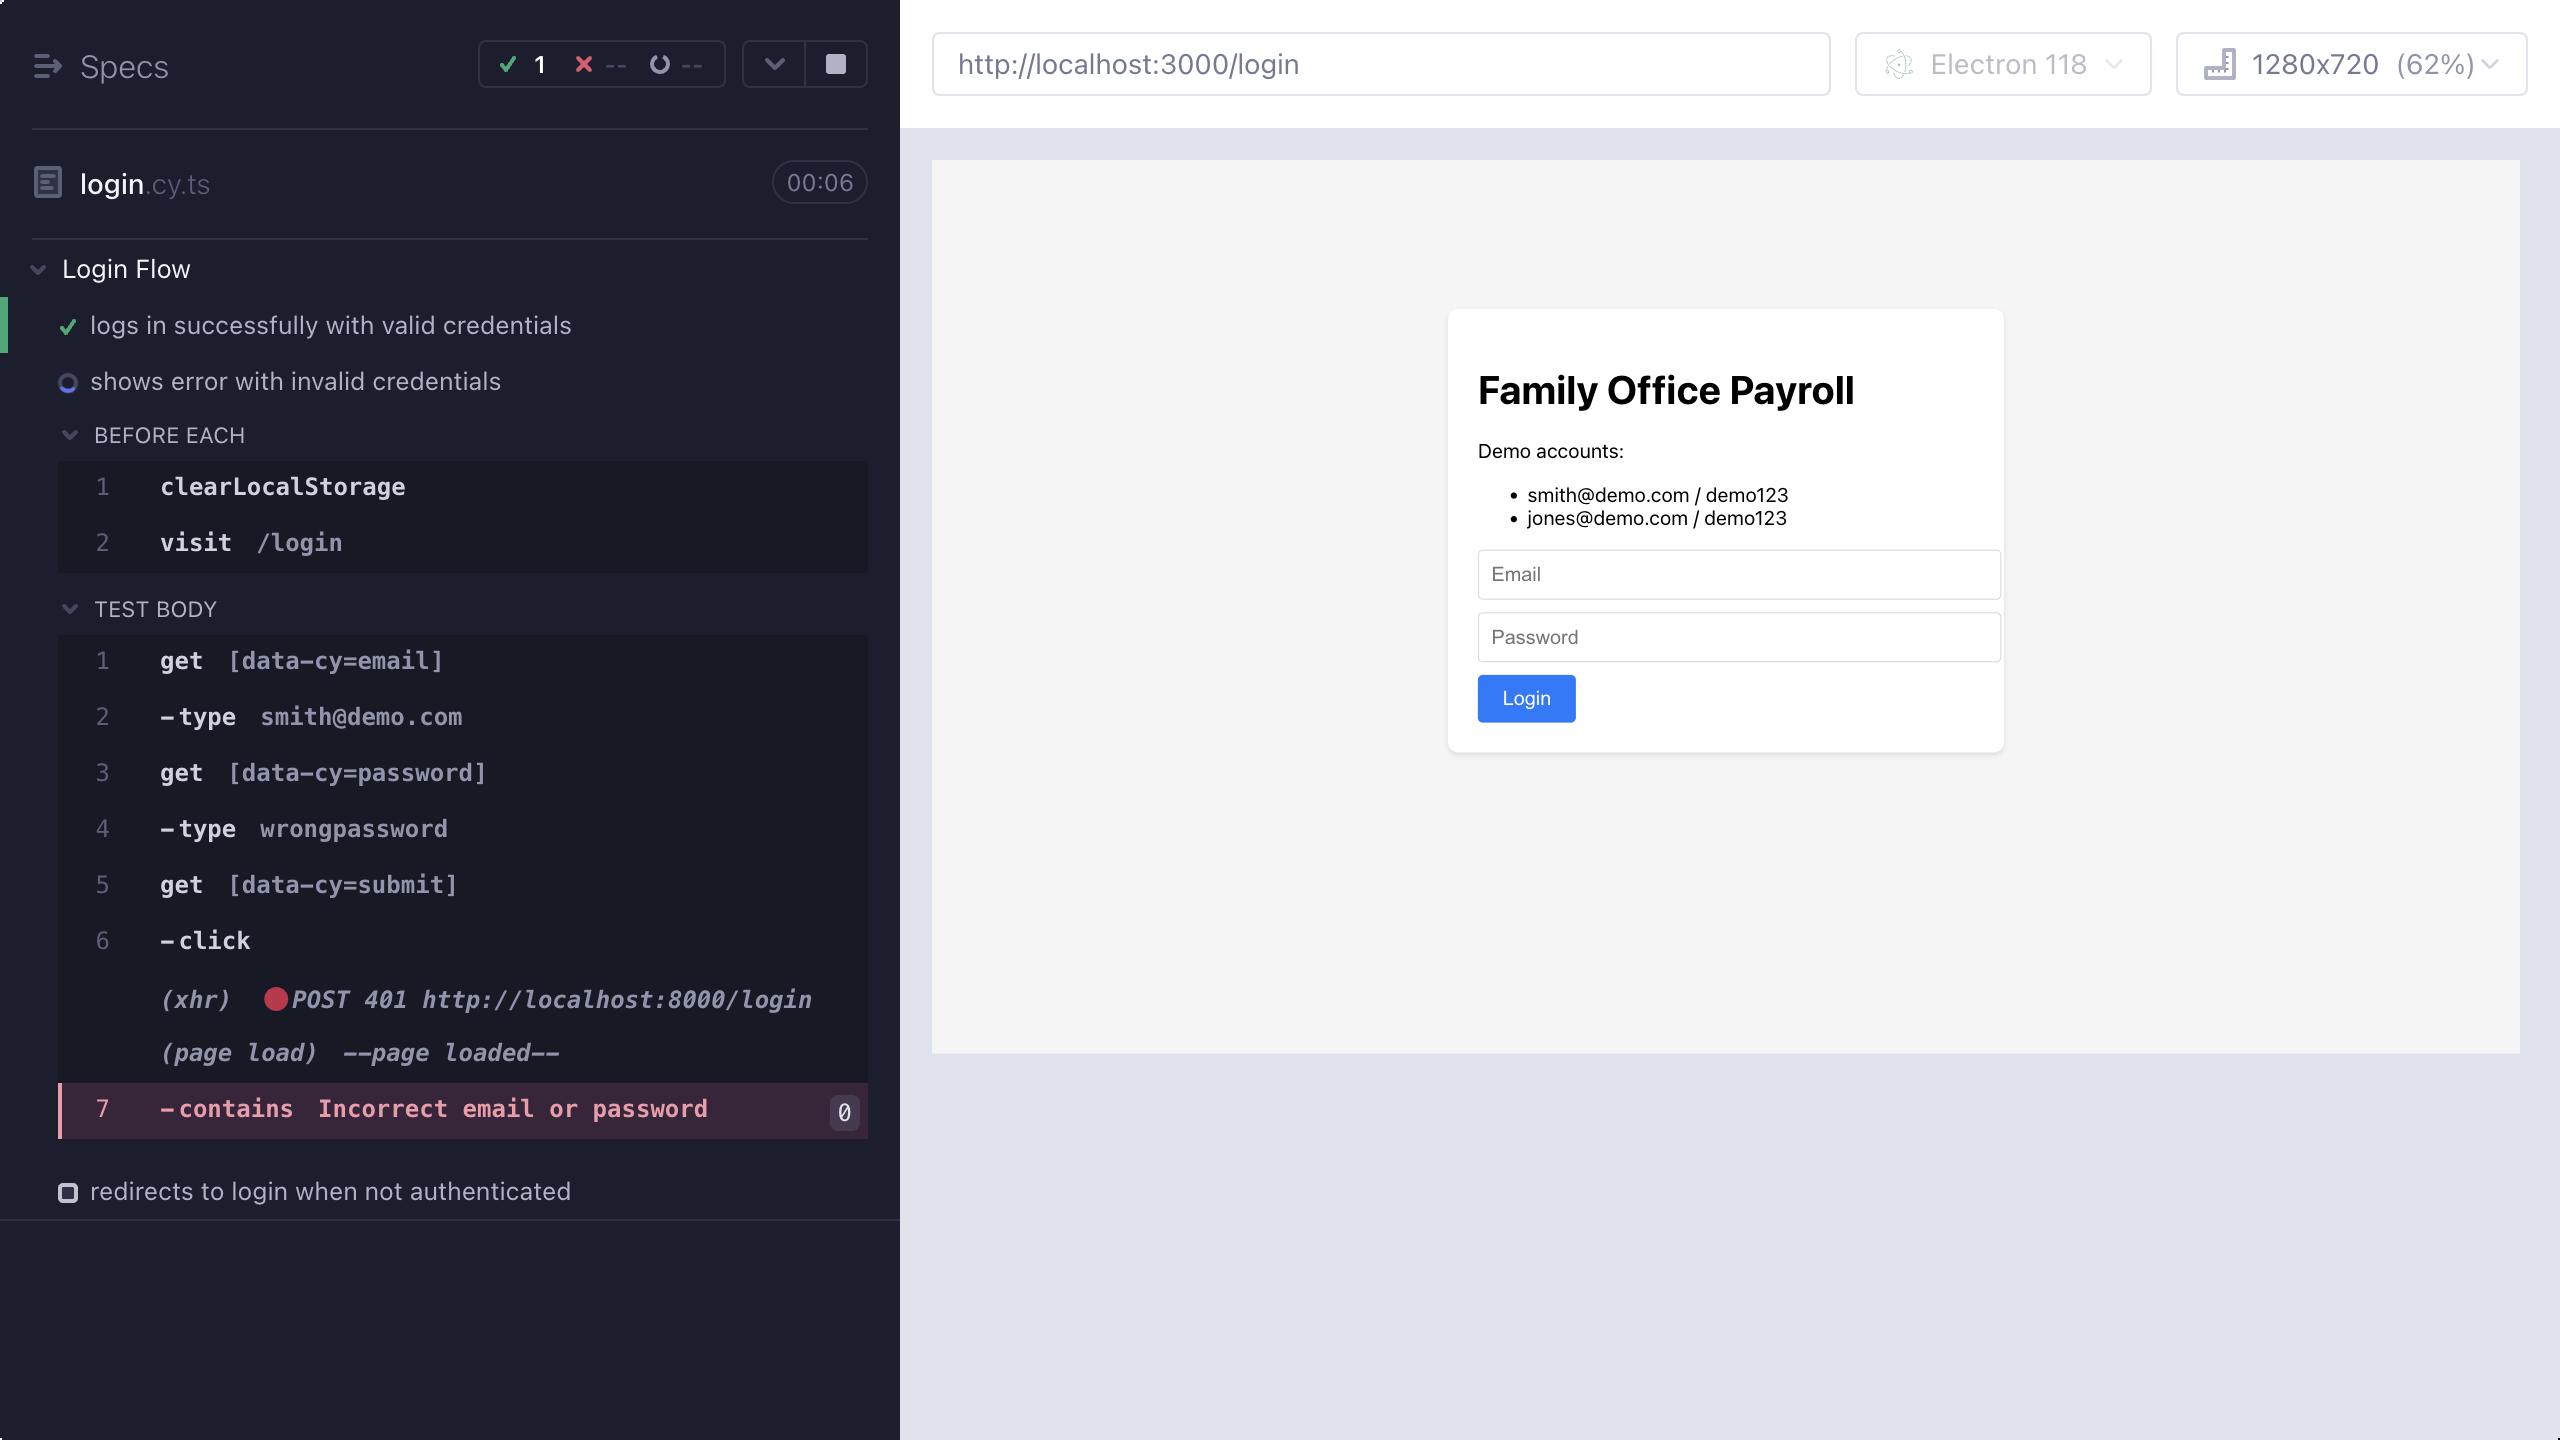 Specs
1 -- --
login.cy.ts 00:06
Login Flow
logs in successfully with valid credentials
shows error with invalid credentials
BEFORE EACH
1 clearLocalStorage
2 visit /login
TEST BODY
1 get [data-cy=email]
2 -type smith@demo.com
3 get [data-cy=password]
4 -type wrongpassword
5 get [data-cy=submit]
6 -click
(xhr) POST 401 http://localhost:8000/login
(page load) --page loaded--
7 -contains Incorrect email or password 0
redirects to login when not authenticated
http://localhost:3000/login
Electron 118
1280x720 (62%)
Family Office Payroll
Demo accounts:
• smith@demo.com / demo123
• jones@demo.com / demo123
Email
Password
Login